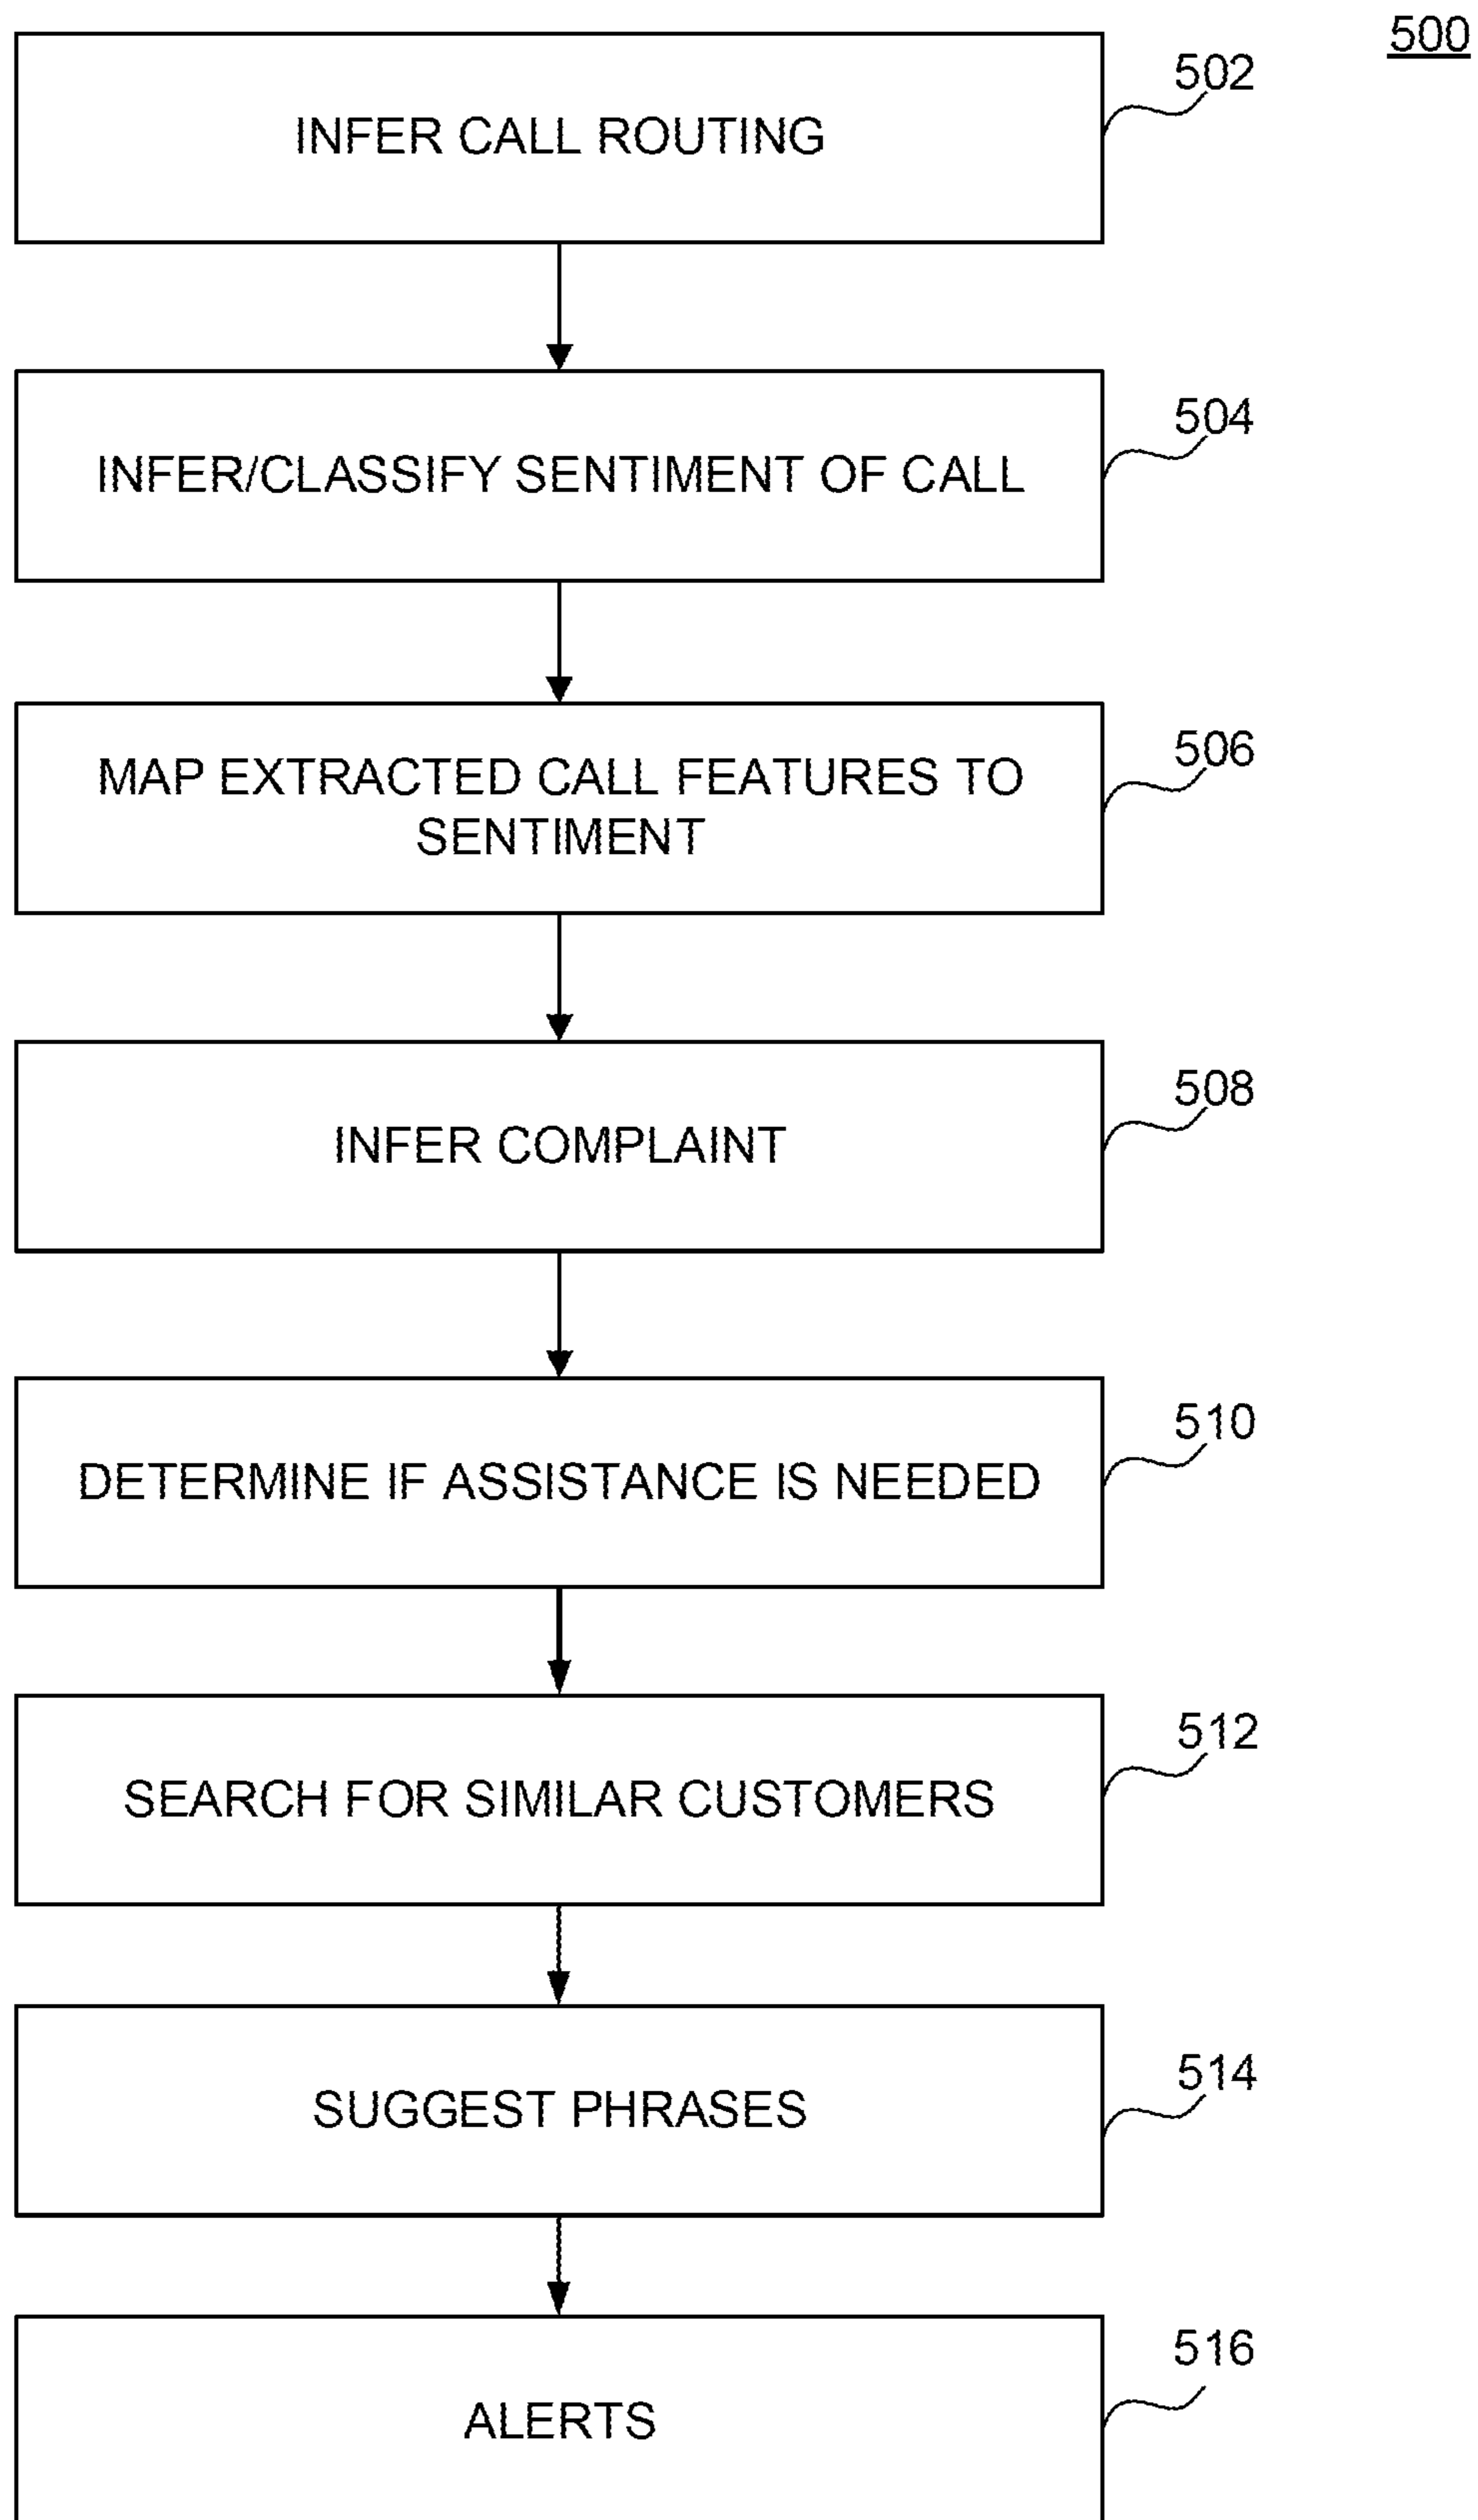 500
502
INFER CALL ROUTING
504
INFER/CLASSIFY SENTIMENT OF CALL
506
MAP EXTRACTED CALL FEATURES TO
SENTIMENT
508
INFER COMPLAINT
510
DETERMINE IF ASSISTANCE IS NEEDED
512
SEARCH FOR SIMILAR CUSTOMERS
514
SUGGEST PHRASES
516
ALERTS